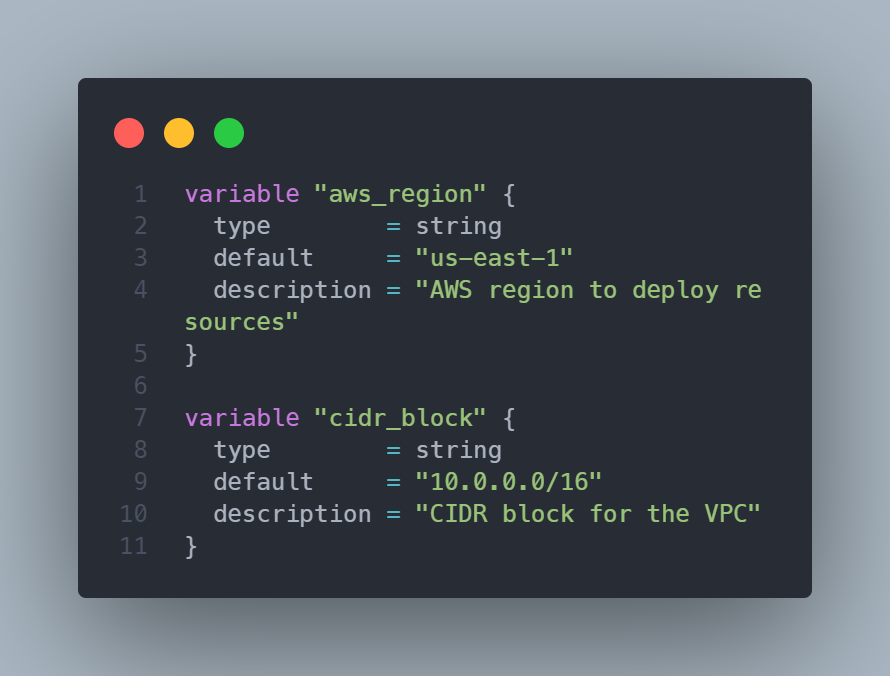 1 variable "aws_region" {
2   type        = string
3   default     = "us-east-1"
4   description = "AWS region to deploy re
sources"
5 }
6
7 variable "cidr_block" {
8   type        = string
9   default     = "10.0.0.0/16"
10   description = "CIDR block for the VPC"
11 }